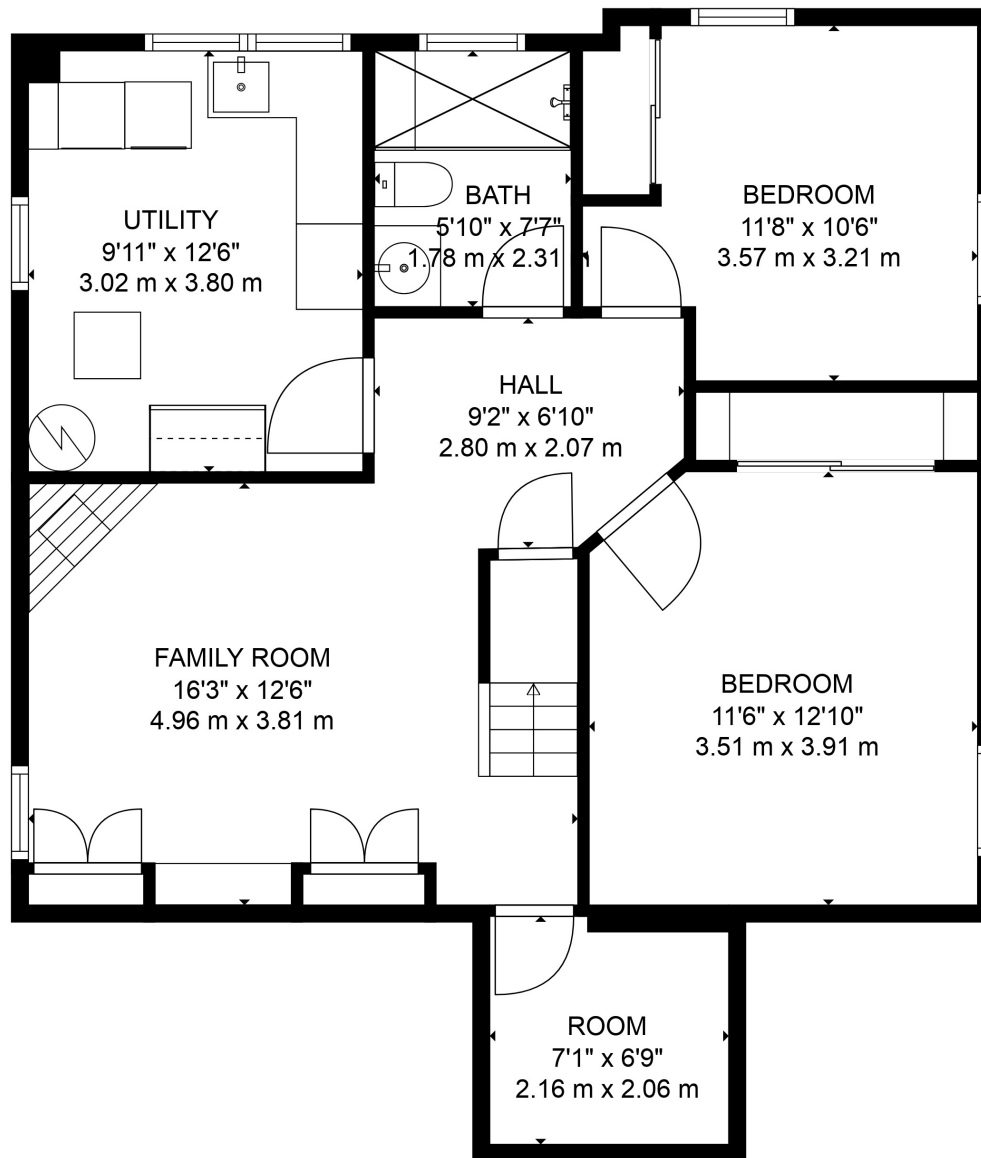 BEDROOM
11'8" x 10'6"
3.57 m x 3.21 m
BATH
5'10" x 7'7"
1.78 m x 2.31 m
UTILITY
9'11" x 12'6"
3.02 m x 3.80 m
HALL
9'2" x 6'10"
2.80 m x 2.07 m
FAMILY ROOM
16'3" x 12'6"
4.96 m x 3.81 m
BEDROOM
11'6" x 12'10"
3.51 m x 3.91 m
ROOM
7'1" x 6'9"
2.16 m x 2.06 m